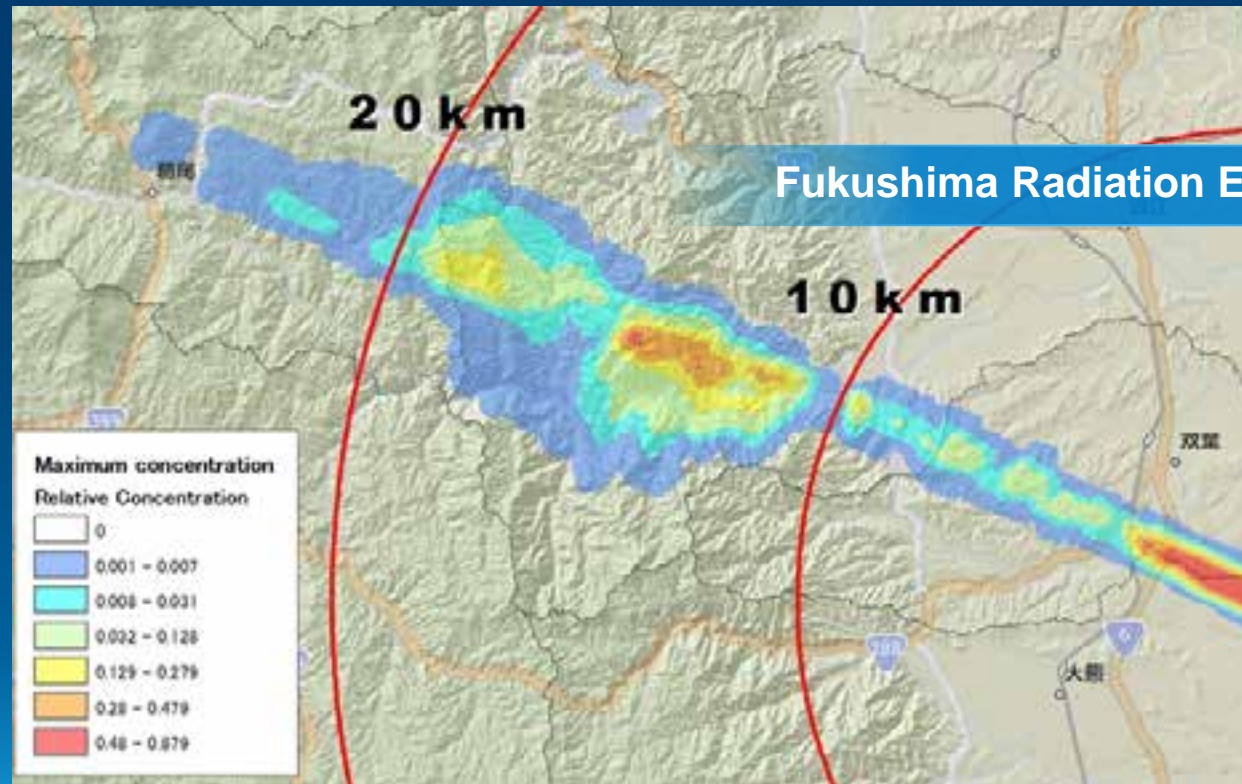 20km
Fukushima Radiation E
10km
双葉
大熊
6
Maximum concentration
Relative Concentration
0
0.001 - 0.007
0.008 - 0.031
0.032 - 0.128
0.129 - 0.279
0.28 - 0.479
0.48 - 0.879